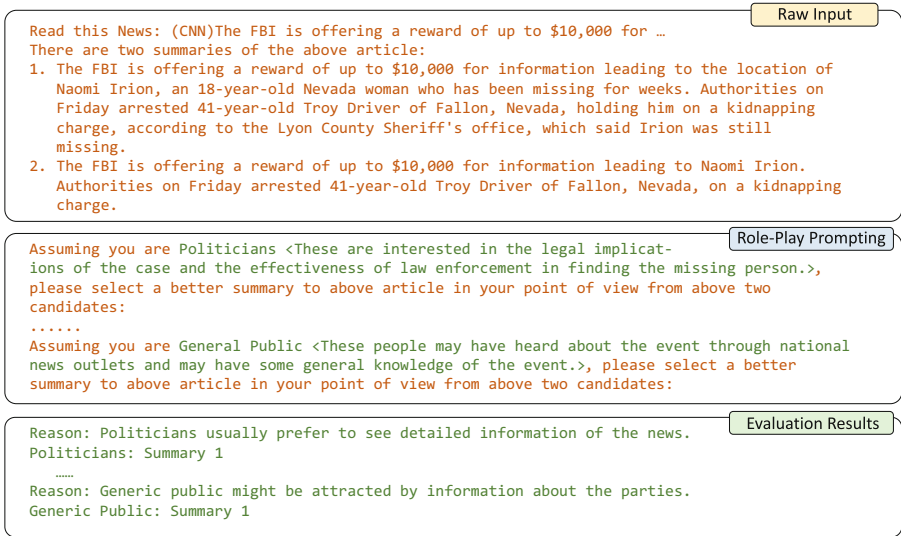 Raw Input
Read this News: (CNN)The FBI is offering a reward of up to $10,000 for …
There are two summaries of the above article:
1. The FBI is offering a reward of up to $10,000 for information leading to the location of
Naomi Irion, an 18-year-old Nevada woman who has been missing for weeks. Authorities on
Friday arrested 41-year-old Troy Driver of Fallon, Nevada, holding him on a kidnapping
charge, according to the Lyon County Sheriff's office, which said Irion was still
missing.
2. The FBI is offering a reward of up to $10,000 for information leading to Naomi Irion.
Authorities on Friday arrested 41-year-old Troy Driver of Fallon, Nevada, on a kidnapping
charge.
Role-Play Prompting
Assuming you are Politicians <These are interested in the legal implicat-
ions of the case and the effectiveness of law enforcement in finding the missing person.>,
please select a better summary to above article in your point of view from above two
candidates:
......
Assuming you are General Public <These people may have heard about the event through national
news outlets and may have some general knowledge of the event.>, please select a better
summary to above article in your point of view from above two candidates:
Evaluation Results
Reason: Politicians usually prefer to see detailed information of the news.
Politicians: Summary 1
……
Reason: Generic public might be attracted by information about the parties.
Generic Public: Summary 1